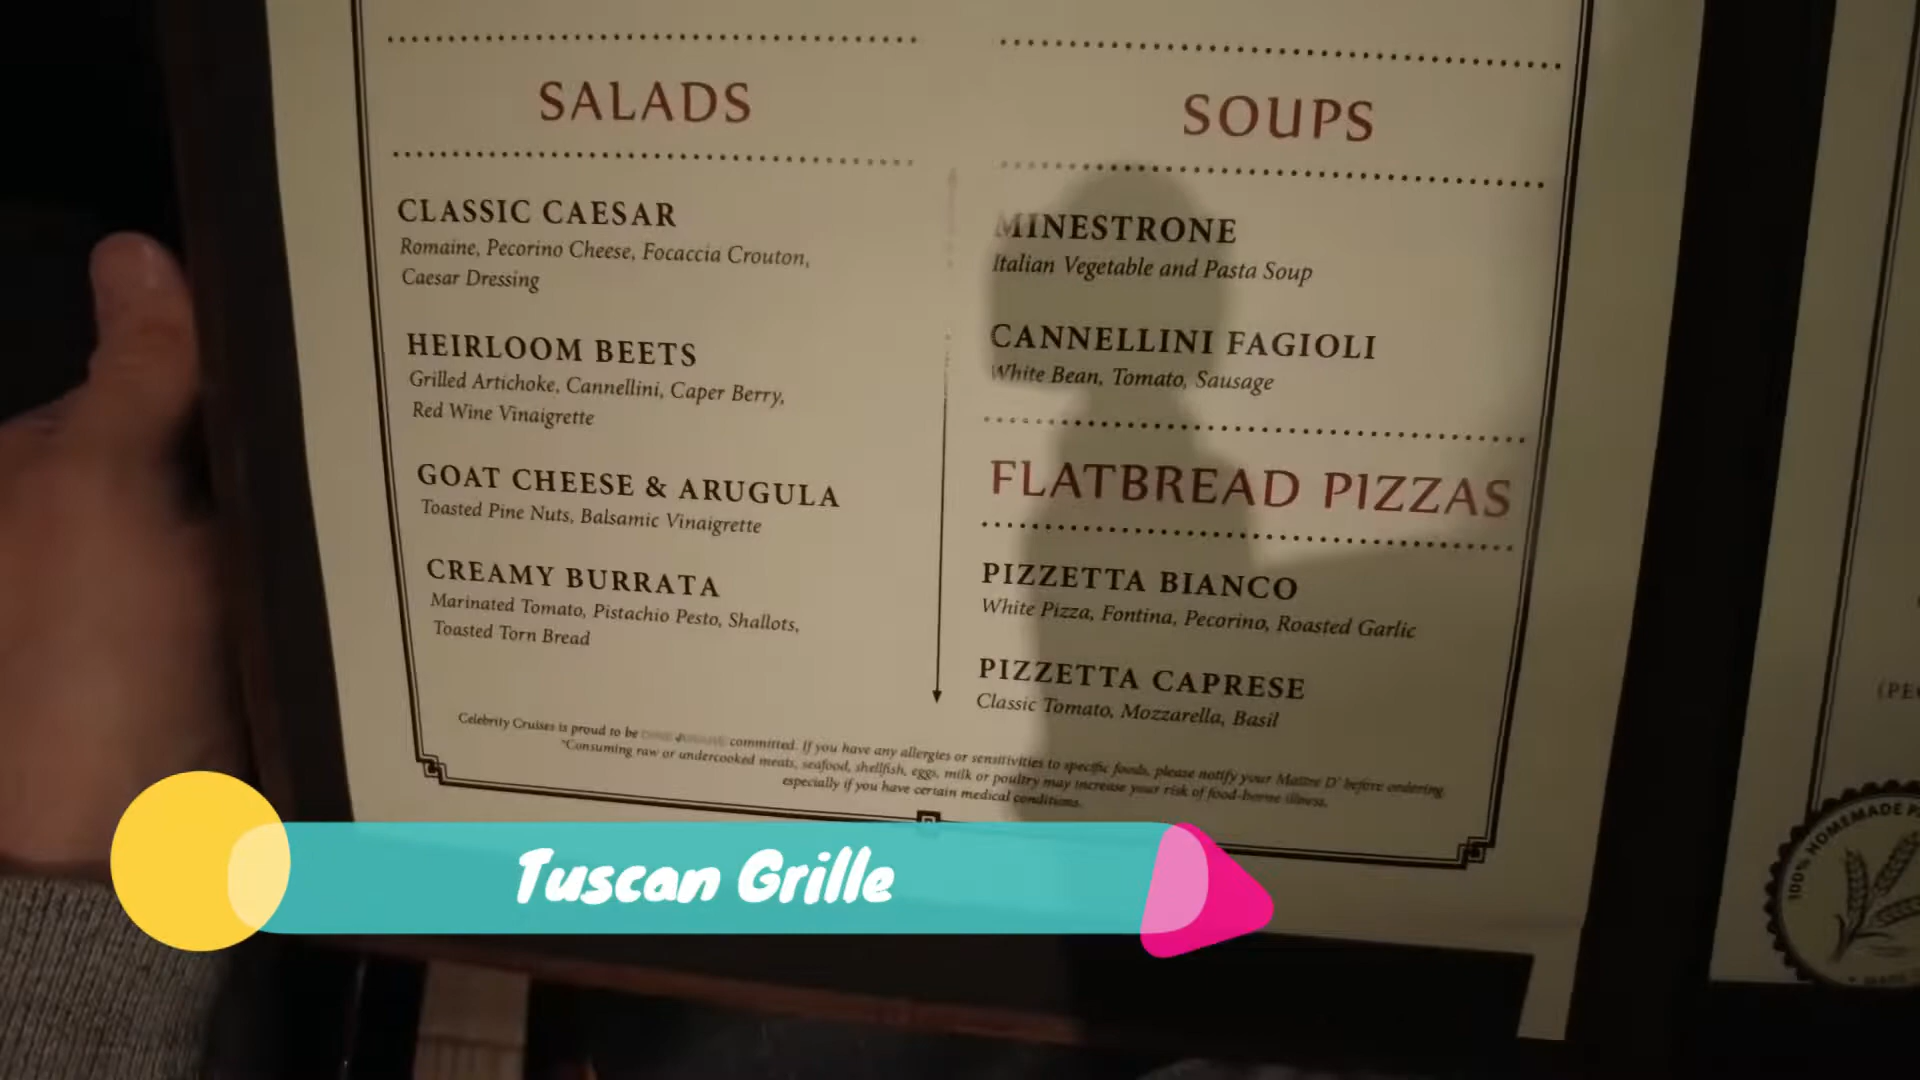 SALADS
CLASSIC CAESAR
Romaine, Pecorino Cheese, Focaccia Crouton,
Caesar Dressing
HEIRLOOM BEETS
Grilled Artichoke, Cannellini, Caper Berry,
Red Wine Vinaigrette
GOAT CHEESE & ARUGULA
Toasted Pine Nuts, Balsamic Vinaigrette
CREAMY BURRATA
Marinated Tomato, Pistachio Pesto, Shallots,
Toasted Torn Bread
SOUPS
MINESTRONE
Italian Vegetable and Pasta Soup
CANNELLINI FAGIOLI
White Bean, Tomato, Sausage
FLATBREAD PIZZAS
PIZZETTA BIANCO
White Pizza, Fontina, Pecorino, Roasted Garlic
PIZZETTA CAPRESE
Classic Tomato, Mozzarella, Basil
Celebrity Cruises is proud to be committed. If you have any allergies or sensitivities to specific foods, please notify your Maitre D' before ordering.
*Consuming raw or undercooked meats, seafood, shellfish, eggs, milk or poultry may increase your risk of food-borne illness,
especially if you have certain medical conditions.
(PE
100% HOMEMADE
Tuscan Grille